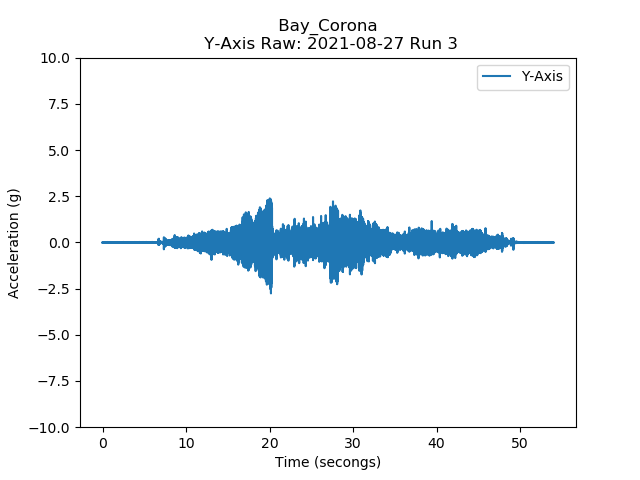 Bay_Corona
Y-Axis Raw: 2021-08-27 Run 3
Y-Axis
10.0
7.5
5.0
2.5
0.0
−2.5
−5.0
−7.5
−10.0
Acceleration (g)
0 10 20 30 40 50
Time (secongs)